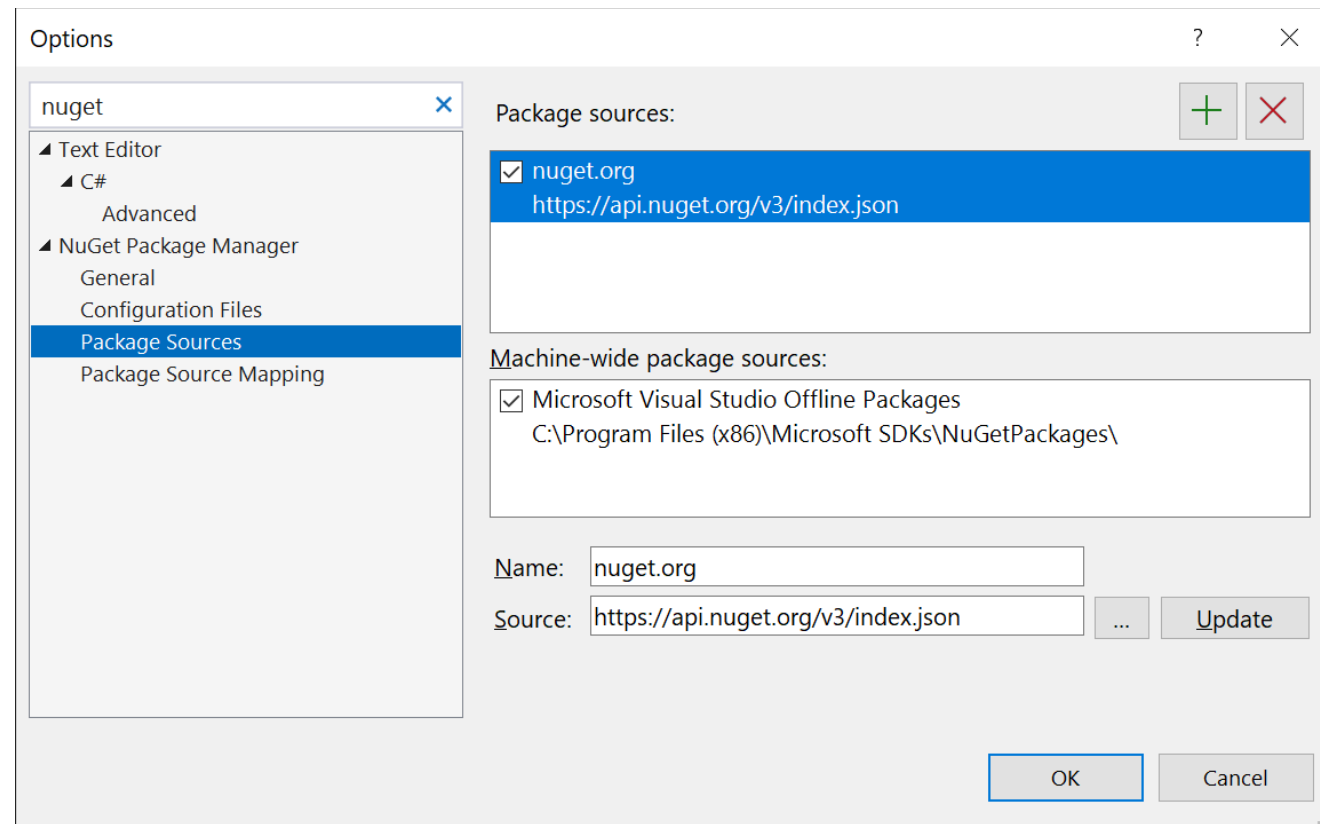 Options
nuget
Text Editor
C#
Advanced
NuGet Package Manager
General
Configuration Files
Package Sources
Package Source Mapping
Package sources:
nuget.org
https://api.nuget.org/v3/index.json
Machine-wide package sources:
Microsoft Visual Studio Offline Packages
C:\Program Files (x86)\Microsoft SDKs\NuGetPackages\
Name: nuget.org
Source: https://api.nuget.org/v3/index.json ... Update
OK Cancel